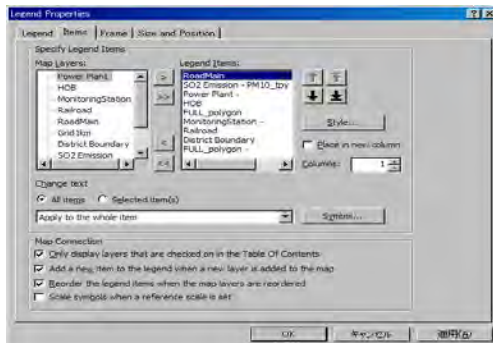 Legend Properties
Legend Items Frame Size and Position
Specify Legend Items
Map Layers:
Power Plant
HOB
MonitoringStation
Railroad
RoadMain
Grid1km
District Boundary
SO2 Emission
>
>>
<
<<
Legend Items:
RoadMain
SO2 Emission - PM10_tpy
Power Plant -
HOB
FULL_polygon
MonitoringStation -
Railroad
District Boundary
FULL_polygon -
Style...
Place in new column
Columns: 1
Change text
All items Selected item(s)
Apply to the whole item
Symbol...
Map Connection
Only display layers that are checked on in the Table Of Contents
Add a new item to the legend when a new layer is added to the map
Reorder the legend items when the map layers are reordered
Scale symbols when a reference scale is set
OK キャンセル 適用(A)